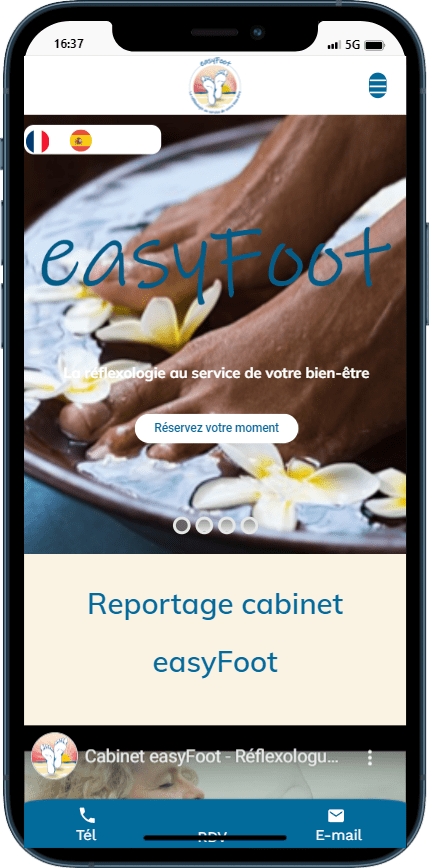 16:37
5G
easyFoot
easyFoot
La réflexologie au service de votre bien-être
Réservez votre moment
Reportage cabinet
easyFoot
Cabinet easyFoot - Réflexologu...
Tél
RDV
E-mail